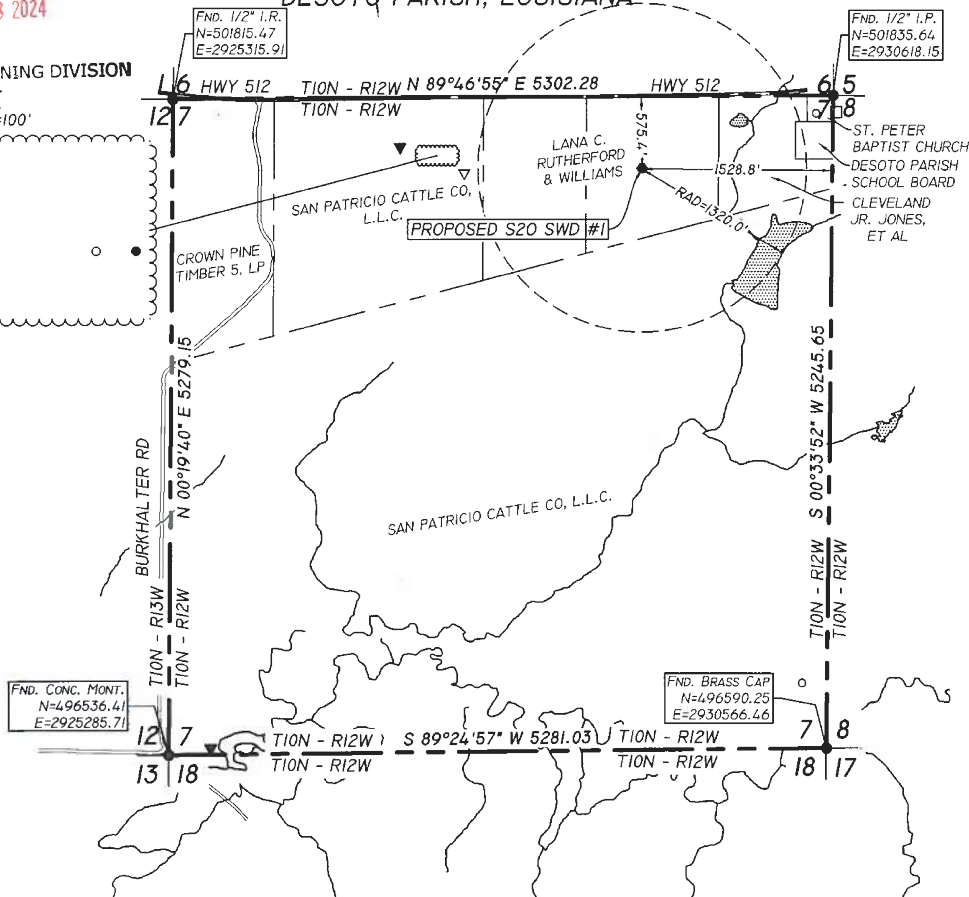 3 2024
DESOTO PARISH, LOUISIANA
FND. 1/2" I.R.
N=501815.47
E=2925315.91
FND. 1/2" I.P.
N=501835.64
E=2930618.15
NING DIVISION
=100'
6
HWY 512
T10N - R12W
N 89°46'55" E 5302.28
HWY 512
6 5
12 7
T10N - R12W
7 8
575.4'
LANA C.
RUTHERFORD
& WILLIAMS
1528.8'
ST. PETER
BAPTIST CHURCH
DESOTO PARISH
SCHOOL BOARD
CLEVELAND
JR. JONES,
ET AL
RAD=1320.0'
SAN PATRICIO CATTLE CO,
L.L.C.
PROPOSED S20 SWD #1
CROWN PINE
TIMBER 5, LP
N 00°19'40" E 5279.15
S 00°33'52" W 5245.65
BURKHALTER RD
SAN PATRICIO CATTLE CO, L.L.C.
T10N - R13W
T10N - R12W
T10N - R12W
T10N - R12W
FND. CONC. MONT.
N=496536.41
E=2925285.71
FND. BRASS CAP
N=496590.25
E=2930566.46
12 7
T10N - R12W
S 89°24'57" W 5281.03
T10N - R12W
7 8
13 18
T10N - R12W
T10N - R12W
18 17